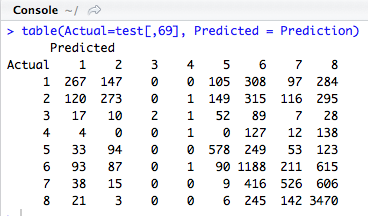 Console ~/
> table(Actual=test[,69], Predicted = Prediction)
Predicted
Actual 1 2 3 4 5 6 7 8
1 267 147 0 0 105 308 97 284
2 120 273 0 1 149 315 116 295
3 17 10 2 1 52 89 7 28
4 4 0 0 1 0 127 12 138
5 33 94 0 0 578 249 53 123
6 93 87 0 1 90 1188 211 615
7 38 15 0 0 9 416 526 606
8 21 3 0 0 6 245 142 3470